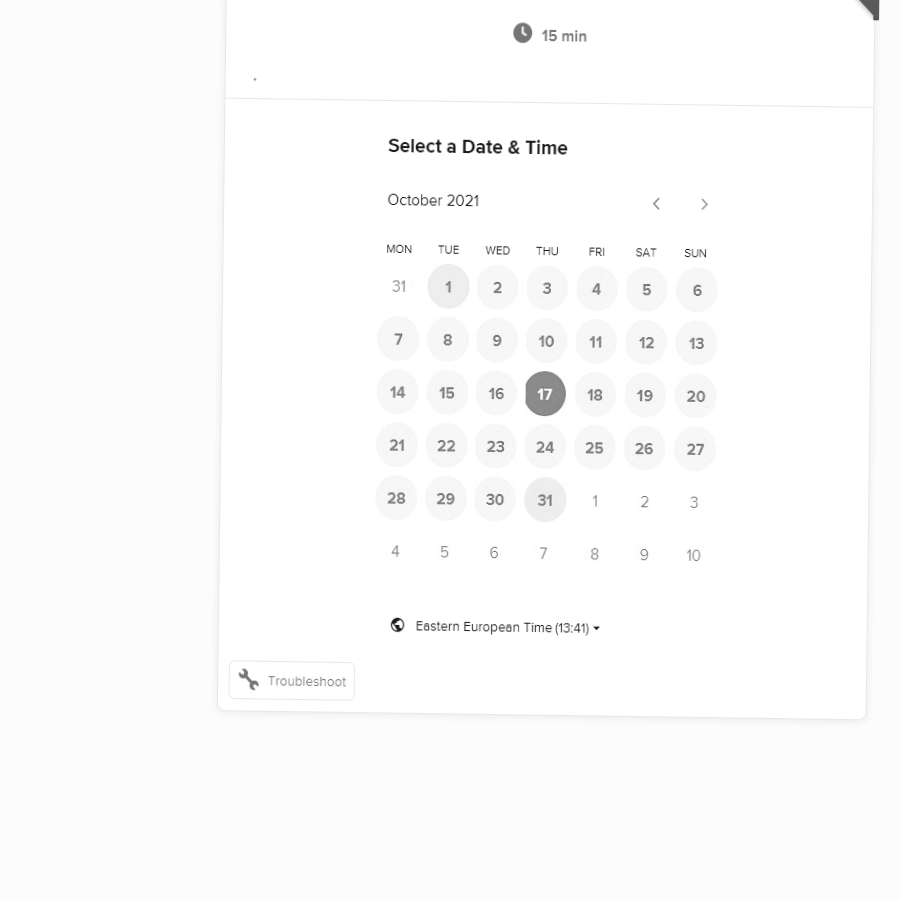 15 min
.
Select a Date & Time
October 2021
MON TUE WED THU FRI SAT SUN
31 1 2 3 4 5 6
7 8 9 10 11 12 13
14 15 16 17 18 19 20
21 22 23 24 25 26 27
28 29 30 31 1 2 3
4 5 6 7 8 9 10
Eastern European Time (13:41)
Troubleshoot